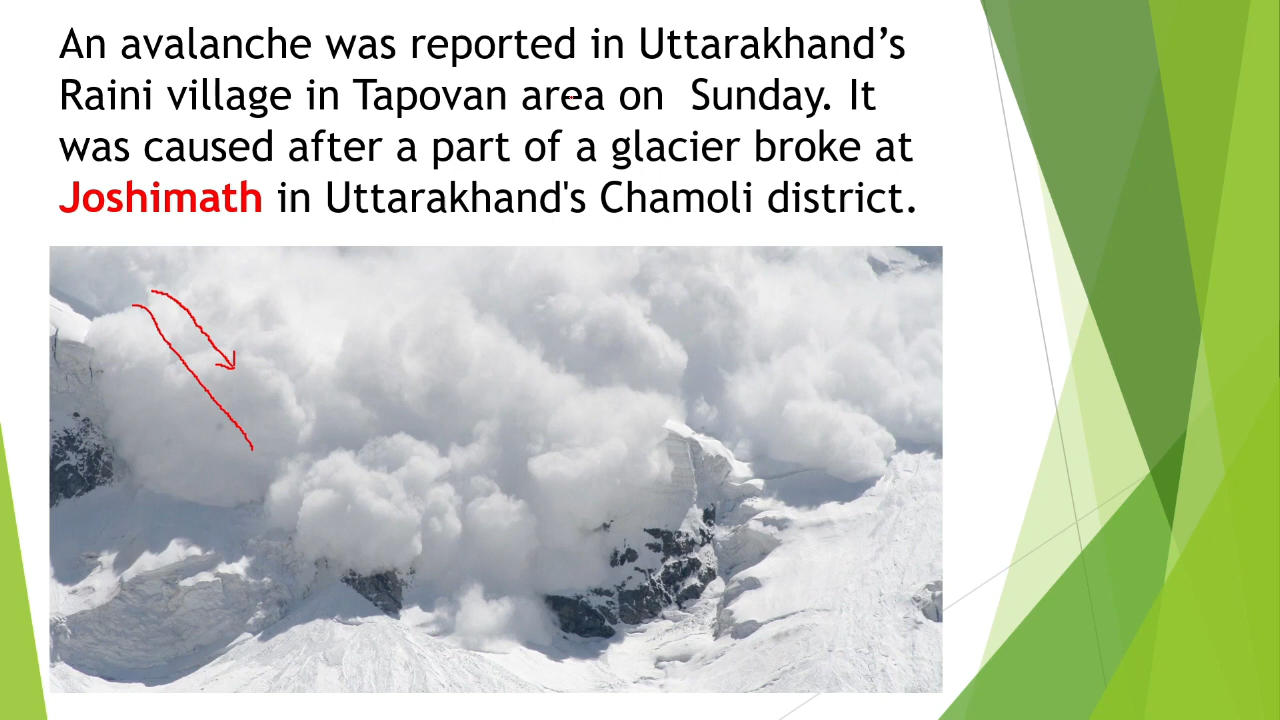 An avalanche was reported in Uttarakhand’s
Raini village in Tapovan area on  Sunday. It
was caused after a part of a glacier broke at
Joshimath in Uttarakhand's Chamoli district.